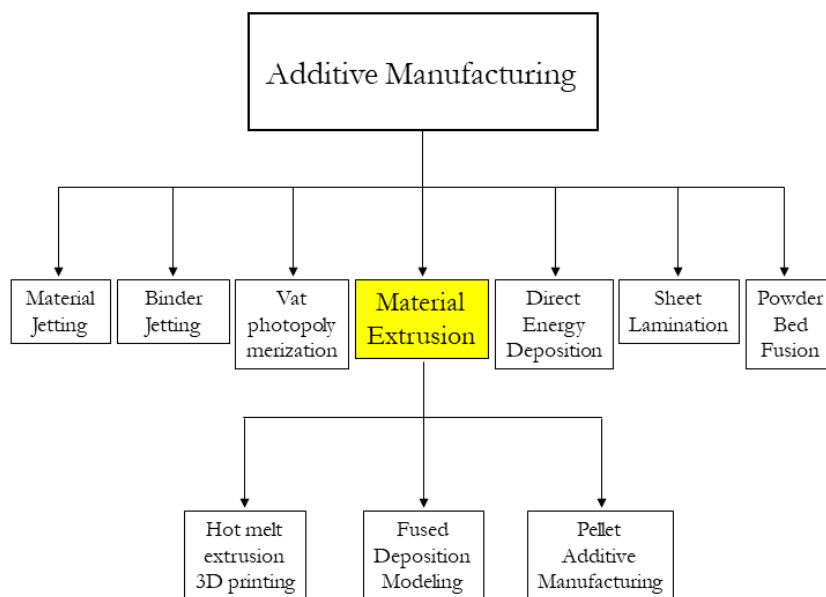 Additive Manufacturing
Material
Jetting
Binder
Jetting
Vat
photopoly
merization
Material
Extrusion
Direct
Energy
Deposition
Sheet
Lamination
Powder
Bed
Fusion
Hot melt
extrusion
3D printing
Fused
Deposition
Modeling
Pellet
Additive
Manufacturing